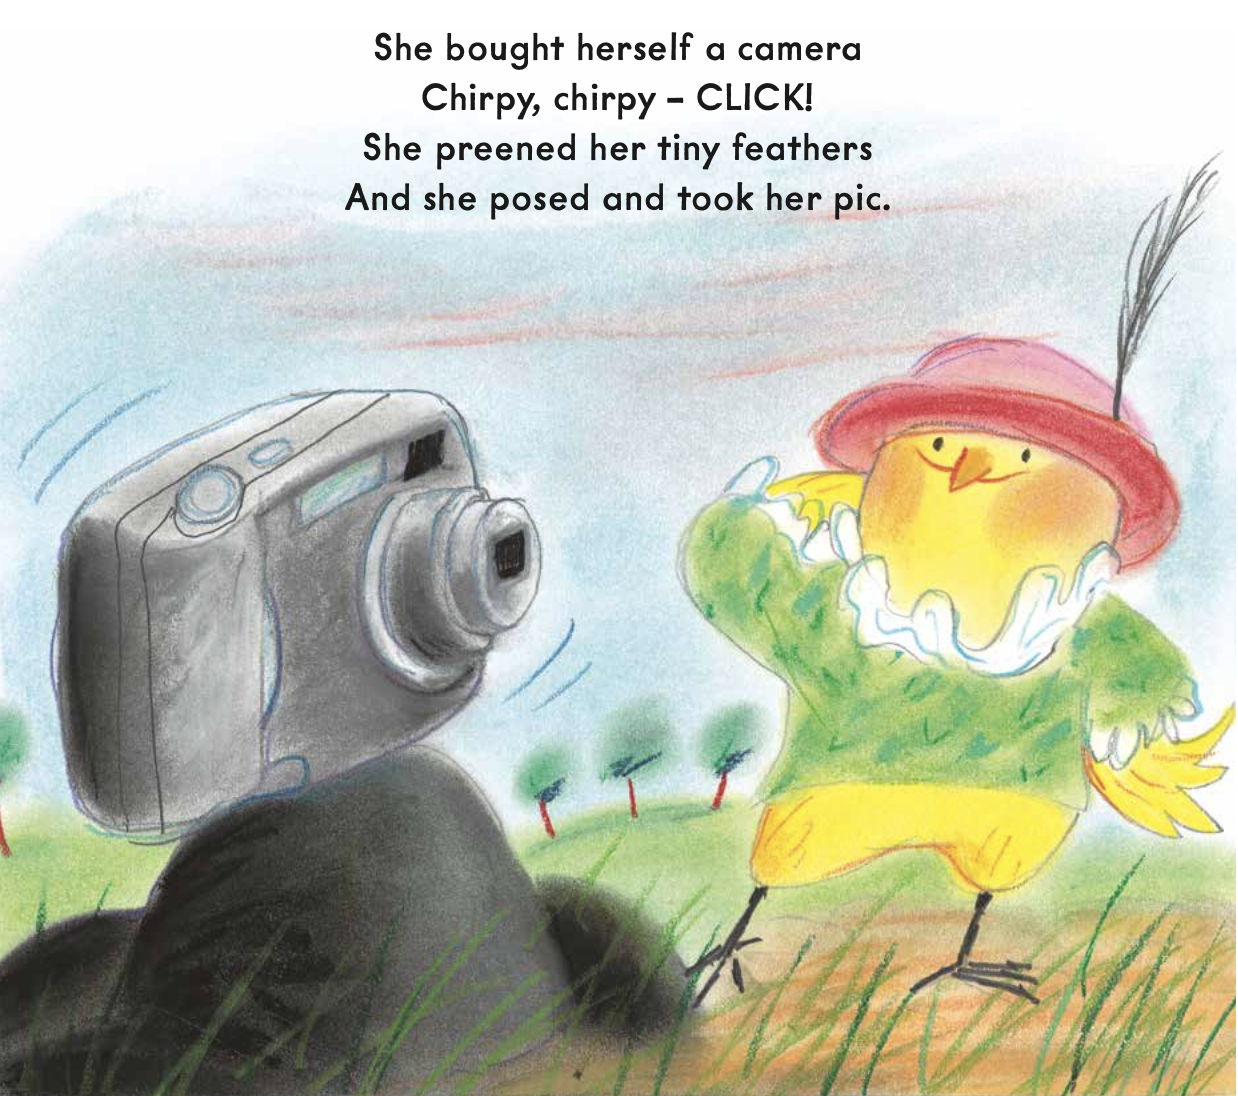 She bought herself a camera
Chirpy, chirpy – CLICK!
She preened her tiny feathers
And she posed and took her pic.